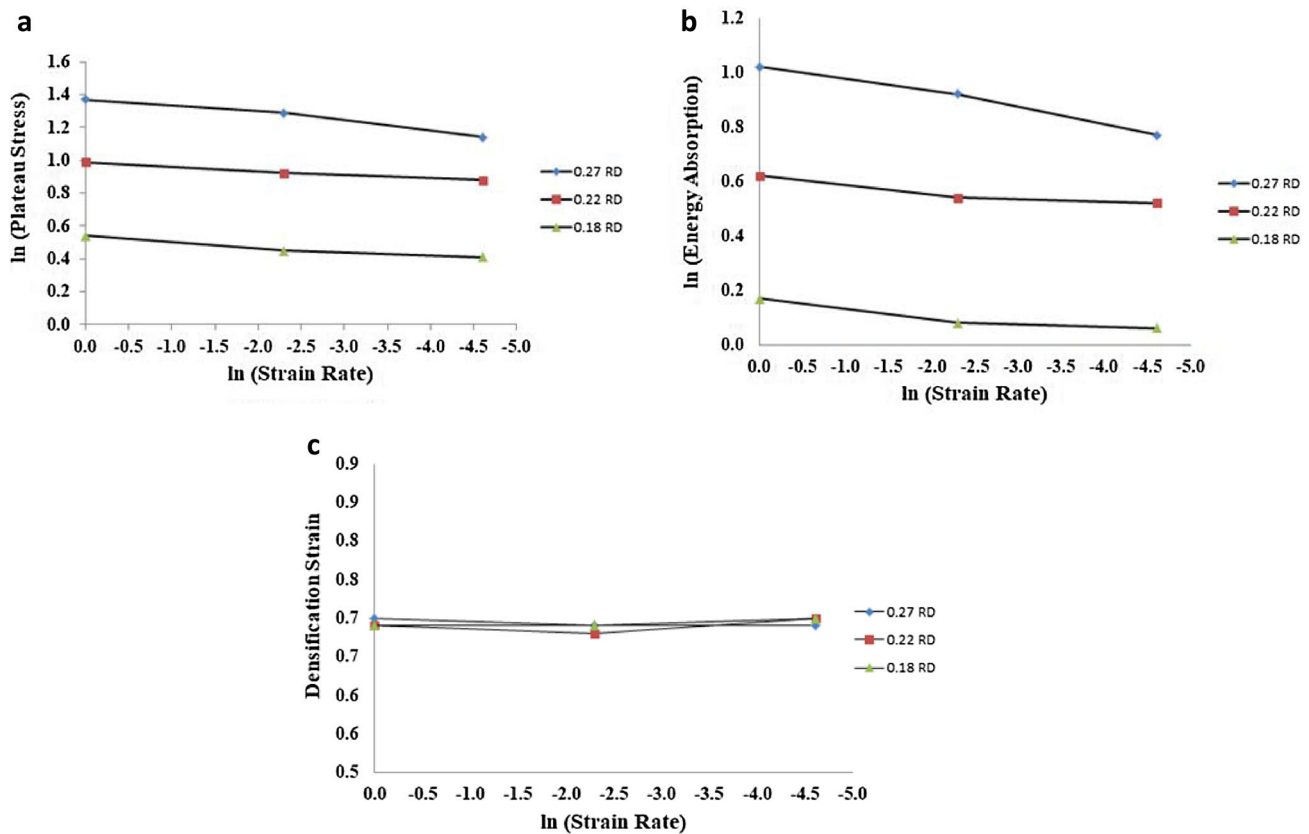 a
ln (Plateau Stress)
1.6
1.4
1.2
1.0
0.8
0.6
0.4
0.2
0.0
0.0 -0.5 -1.0 -1.5 -2.0 -2.5 -3.0 -3.5 -4.0 -4.5 -5.0
ln (Strain Rate)
0.27 RD
0.22 RD
0.18 RD
b
ln (Energy Absorption)
1.2
1.0
0.8
0.6
0.4
0.2
0.0
0.0 -0.5 -1.0 -1.5 -2.0 -2.5 -3.0 -3.5 -4.0 -4.5 -5.0
ln (Strain Rate)
0.27 RD
0.22 RD
0.18 RD
c
Densification Strain
0.9
0.9
0.8
0.8
0.7
0.7
0.6
0.6
0.5
0.0 -0.5 -1.0 -1.5 -2.0 -2.5 -3.0 -3.5 -4.0 -4.5 -5.0
ln (Strain Rate)
0.27 RD
0.22 RD
0.18 RD